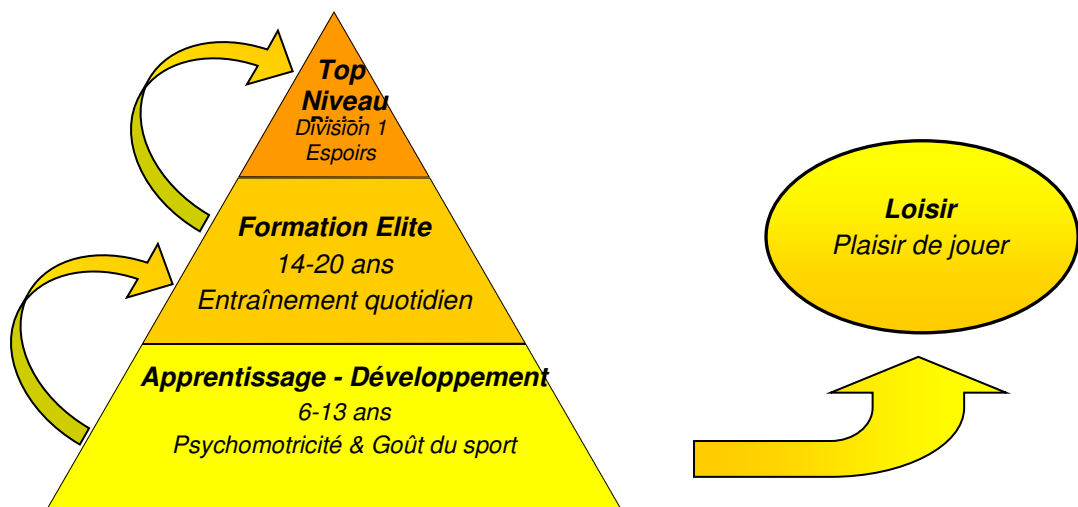 Top
Niveau
Division 1
Espoirs
Formation Elite
14-20 ans
Entraînement quotidien
Apprentissage - Développement
6-13 ans
Psychomotricité & Goût du sport
Loisir
Plaisir de jouer